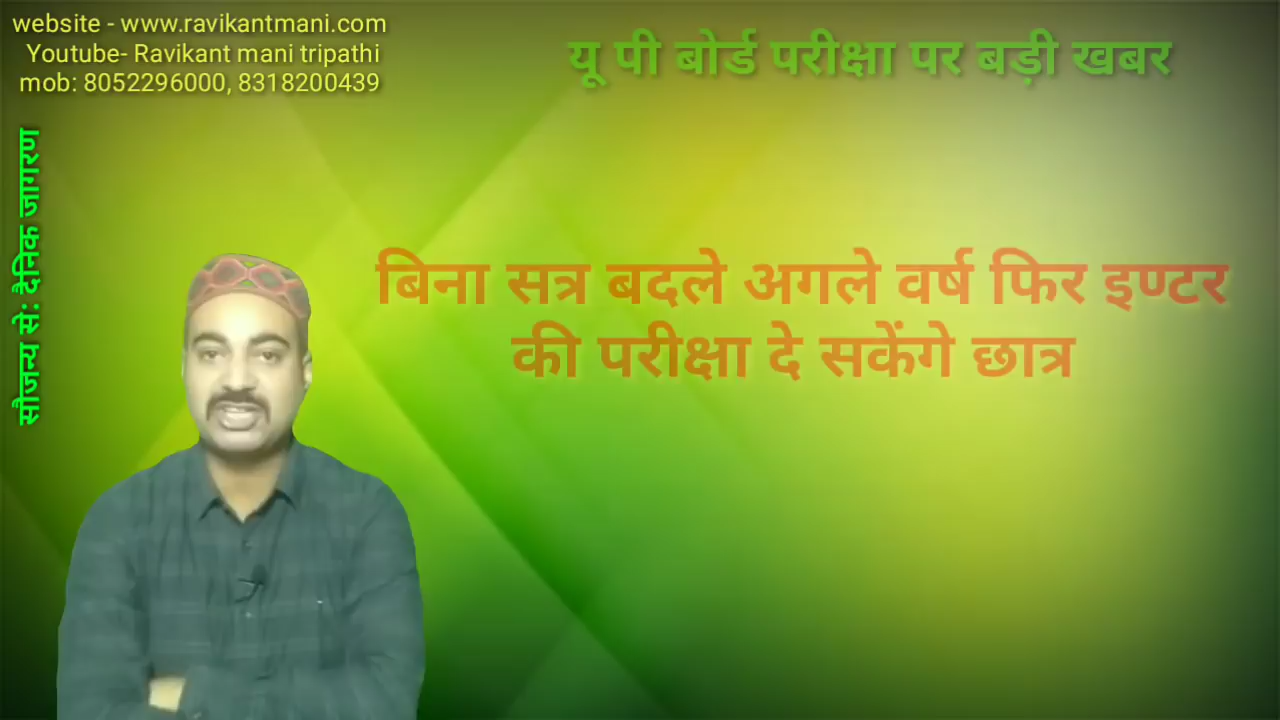 website - www.ravikantmani.com
Youtube- Ravikant mani tripathi
mob: 8052296000, 8318200439
यू पी बोर्ड परीक्षा पर बड़ी खबर
सौजन्य से: दैनिक जागरण
बिना सत्र बदले अगले वर्ष फिर इण्टर
की परीक्षा दे सकेंगे छात्र